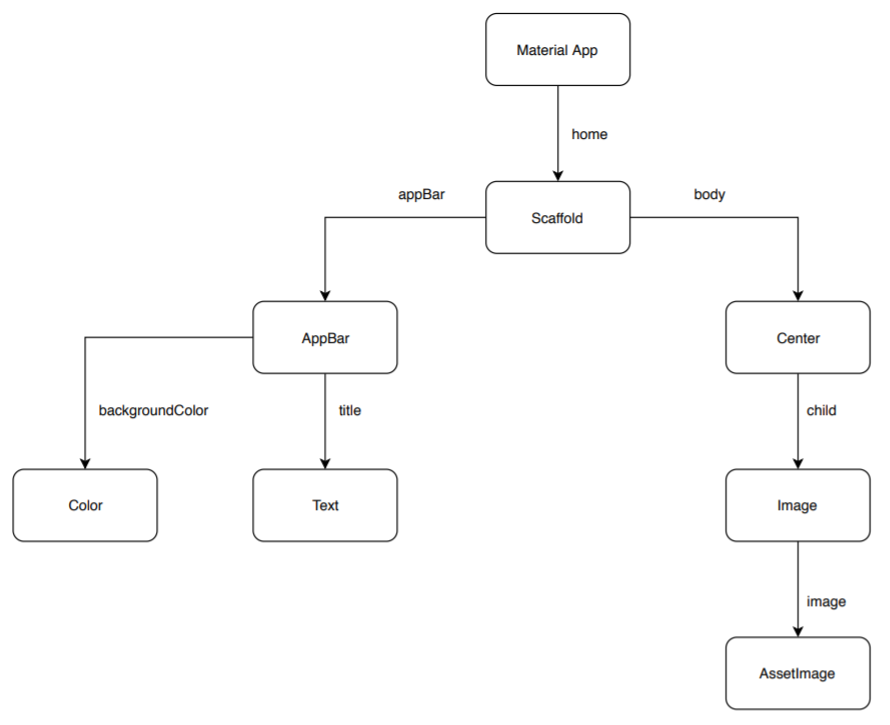 Material App
home
appBar
body
Scaffold
AppBar
Center
backgroundColor
title
child
Color
Text
Image
image
AssetImage